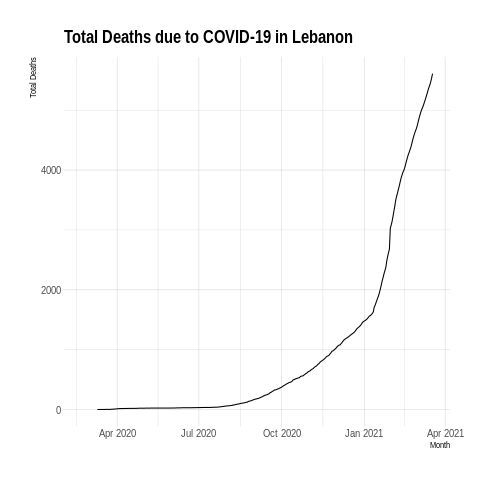 Total Deaths due to COVID-19 in Lebanon
Total Deaths
4000
2000
0
Apr 2020 Jul 2020 Oct 2020 Jan 2021 Apr 2021
Month